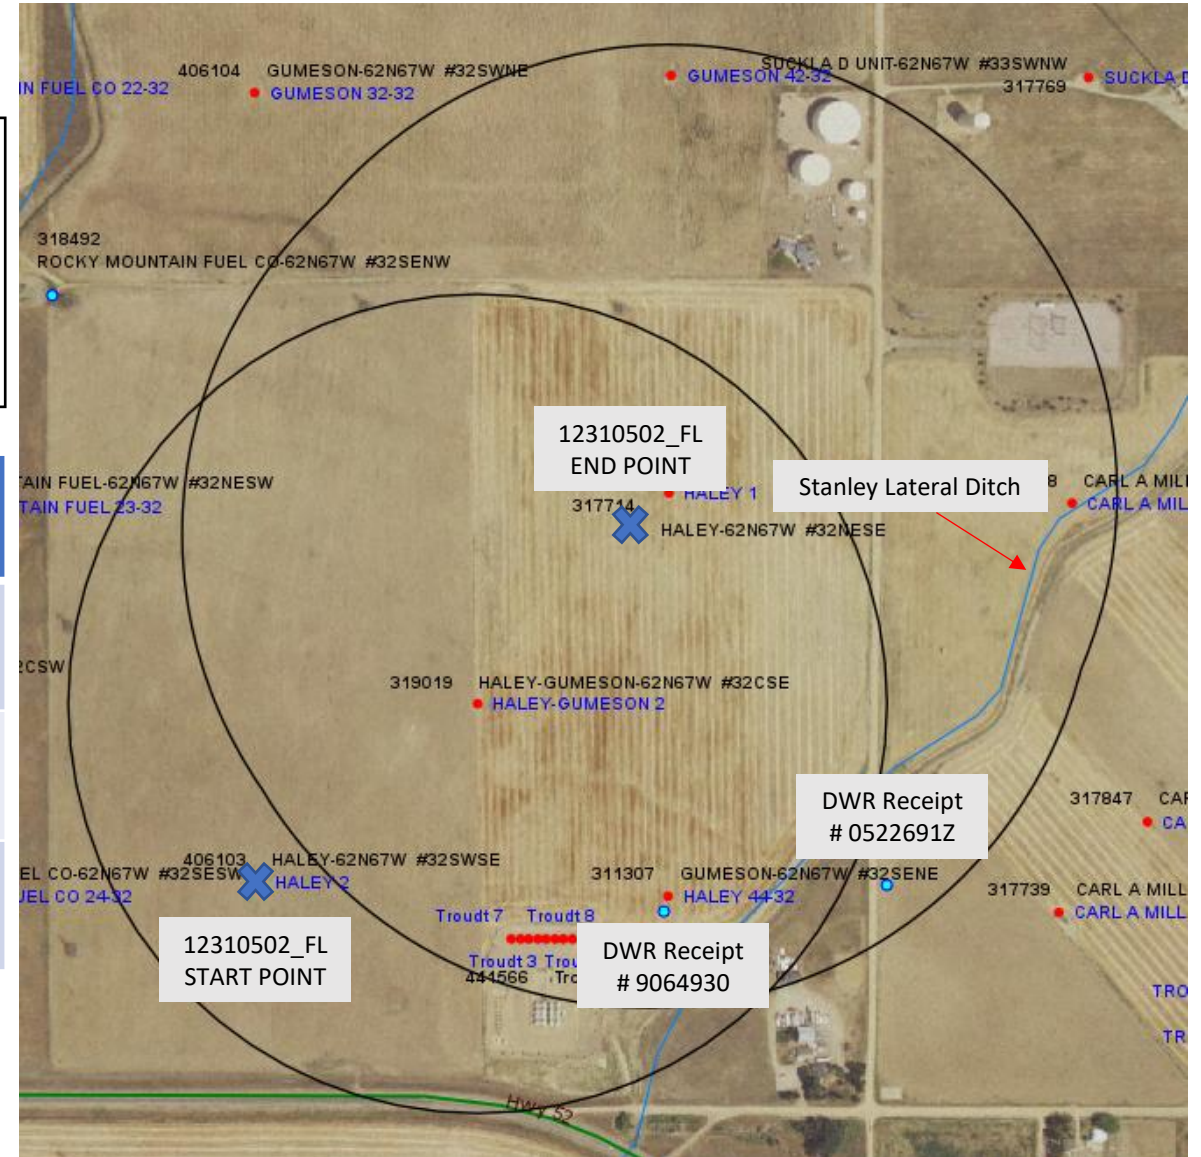 406104 GUMESON-62N67W #32SWNE
SUCKLA D UNIT-62N67W #33SWNW
317769
N FUEL CO 22-32
GUMESON 32-32
GUMESON 42-32
SUCKLA D
318492
ROCKY MOUNTAIN FUEL CO-62N67W #32SENW
12310502_FL
END POINT
HALEY 1
317714
HALEY-62N67W #32NESE
Stanley Lateral Ditch
8 CARL A MILL
CARL A MIL
AIN FUEL-62N67W #32NESW
TAIN FUEL 23-32
CSW
319019 HALEY-GUMESON-62N67W #32CSE
HALEY-GUMESON 2
DWR Receipt
# 0522691Z
317847 CAR
CA
406103 HALEY-62N67W #32SWSE
EL CO-62N67W #32SESW
HALEY 2
UEL CO 24-32
311307 GUMESON-62N67W #32SENE
HALEY 44-32
317739 CARL A MILL
CARL A MILL
12310502_FL
START POINT
Troudt 7 Troudt 8
Troudt 3 Trou
441566 Tro
DWR Receipt
# 9064930
TRO
TR
Hwy 52